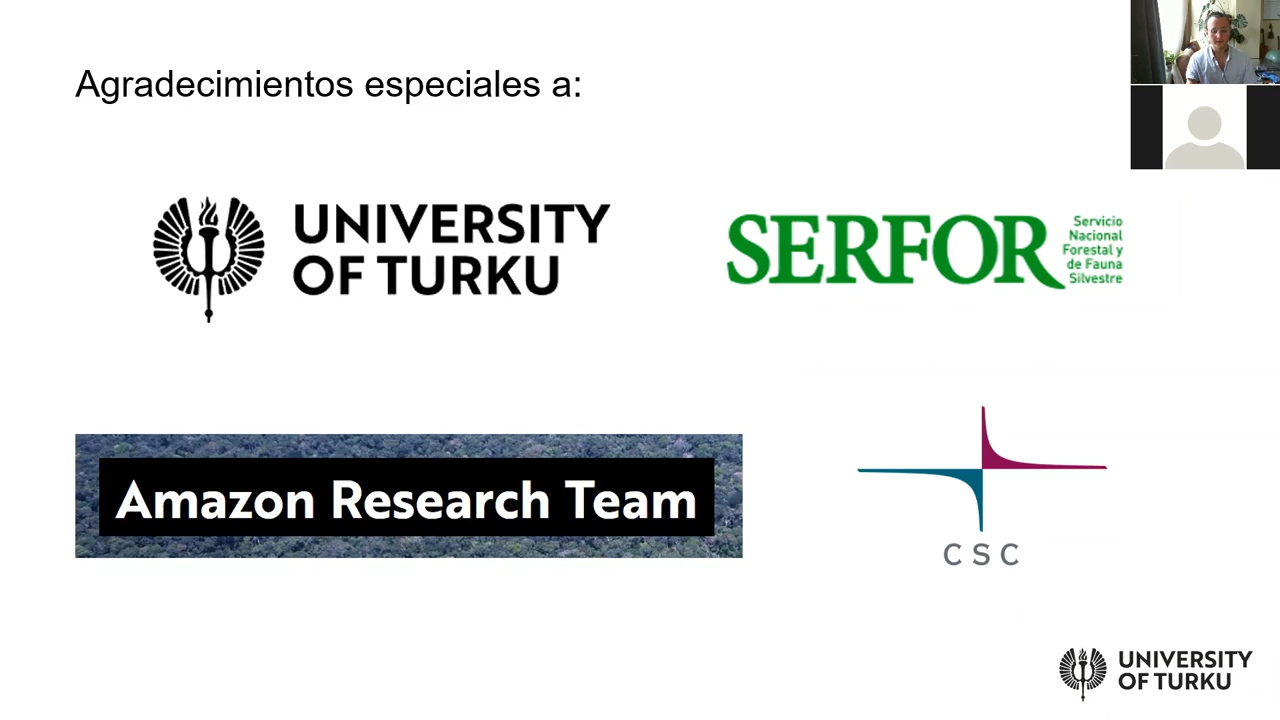 Agradecimientos especiales a:
UNIVERSITY
OF TURKU
SERFOR
Servicio
Nacional
Forestal y
de Fauna
Silvestre
Amazon Research Team
CSC
UNIVERSITY
OF TURKU